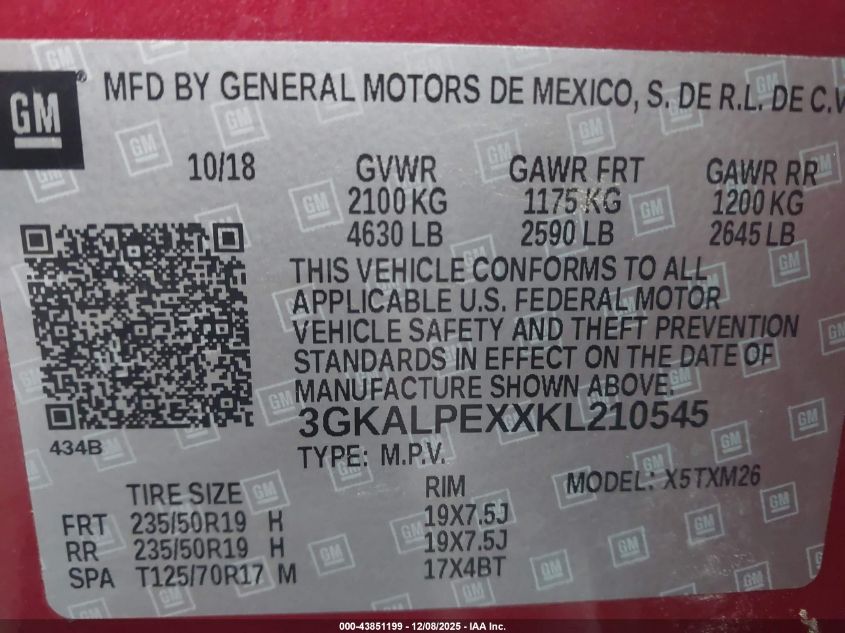 GM® MFD BY GENERAL MOTORS DE MEXICO, S. DE R.L. DE C.V
10/18 GVWR GAWR FRT GAWR RR
2100 KG 1175 KG 1200 KG
4630 LB 2590 LB 2645 LB
THIS VEHICLE CONFORMS TO ALL
APPLICABLE U.S. FEDERAL MOTOR
VEHICLE SAFETY AND THEFT PREVENTION
STANDARDS IN EFFECT ON THE DATE OF
MANUFACTURE SHOWN ABOVE.
3GKALPEXXKL210545
434B
TYPE: M.P.V.
MODEL: X5TXM26
TIRE SIZE RIM
FRT 235/50R19 H 19X7.5J
RR 235/50R19 H 19X7.5J
SPA T125/70R17 M 17X4BT
000-43851199 - 12/08/2025 - IAA Inc.